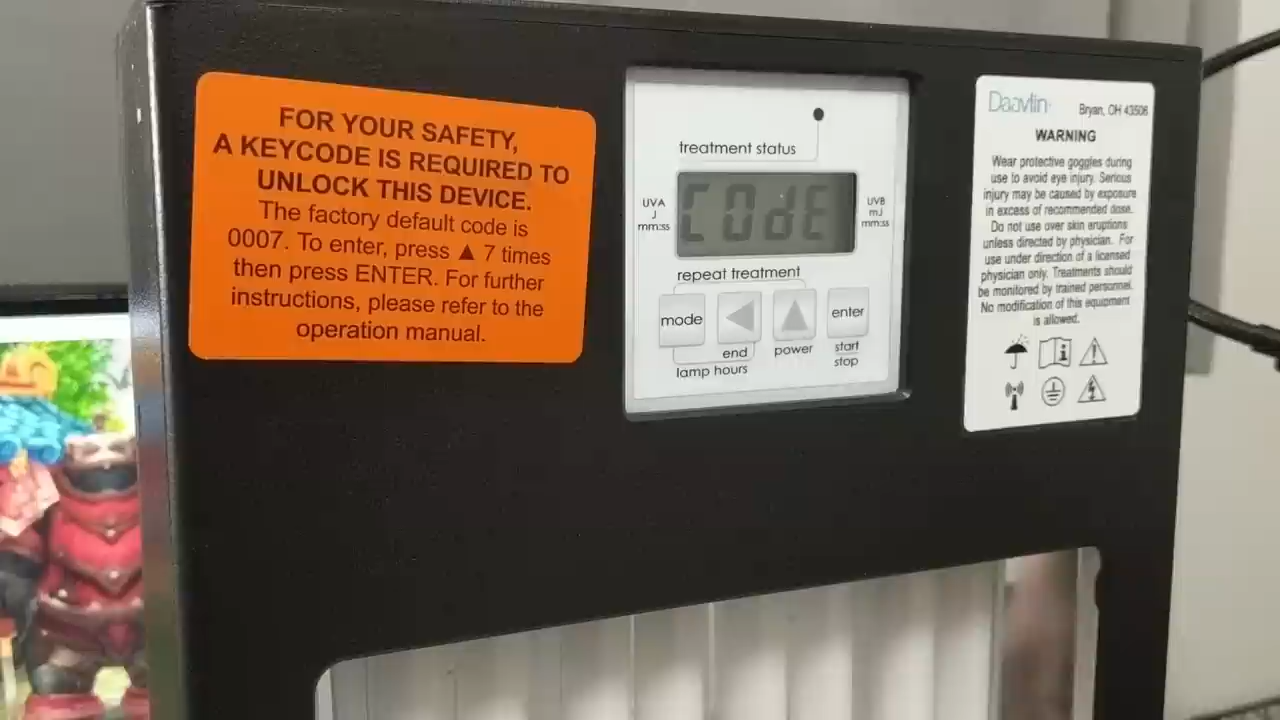 FOR YOUR SAFETY,
A KEYCODE IS REQUIRED TO
UNLOCK THIS DEVICE.
The factory default code is
0007. To enter, press ▲ 7 times
then press ENTER. For further
instructions, please refer to the
operation manual.
treatment status
UVA
J
mm:ss
COdE
UVB
mJ
mm:ss
repeat treatment
mode
enter
end
power
start
stop
lamp hours
Daavlin
Bryan, OH 43506
WARNING
Wear protective goggles during
use to avoid eye injury. Serious
injury may be caused by exposure
in excess of recommended dose.
Do not use over skin eruptions
unless directed by physician. For
use under direction of a licensed
physician only. Treatments should
be monitored by trained personnel.
No modification of this equipment
is allowed.